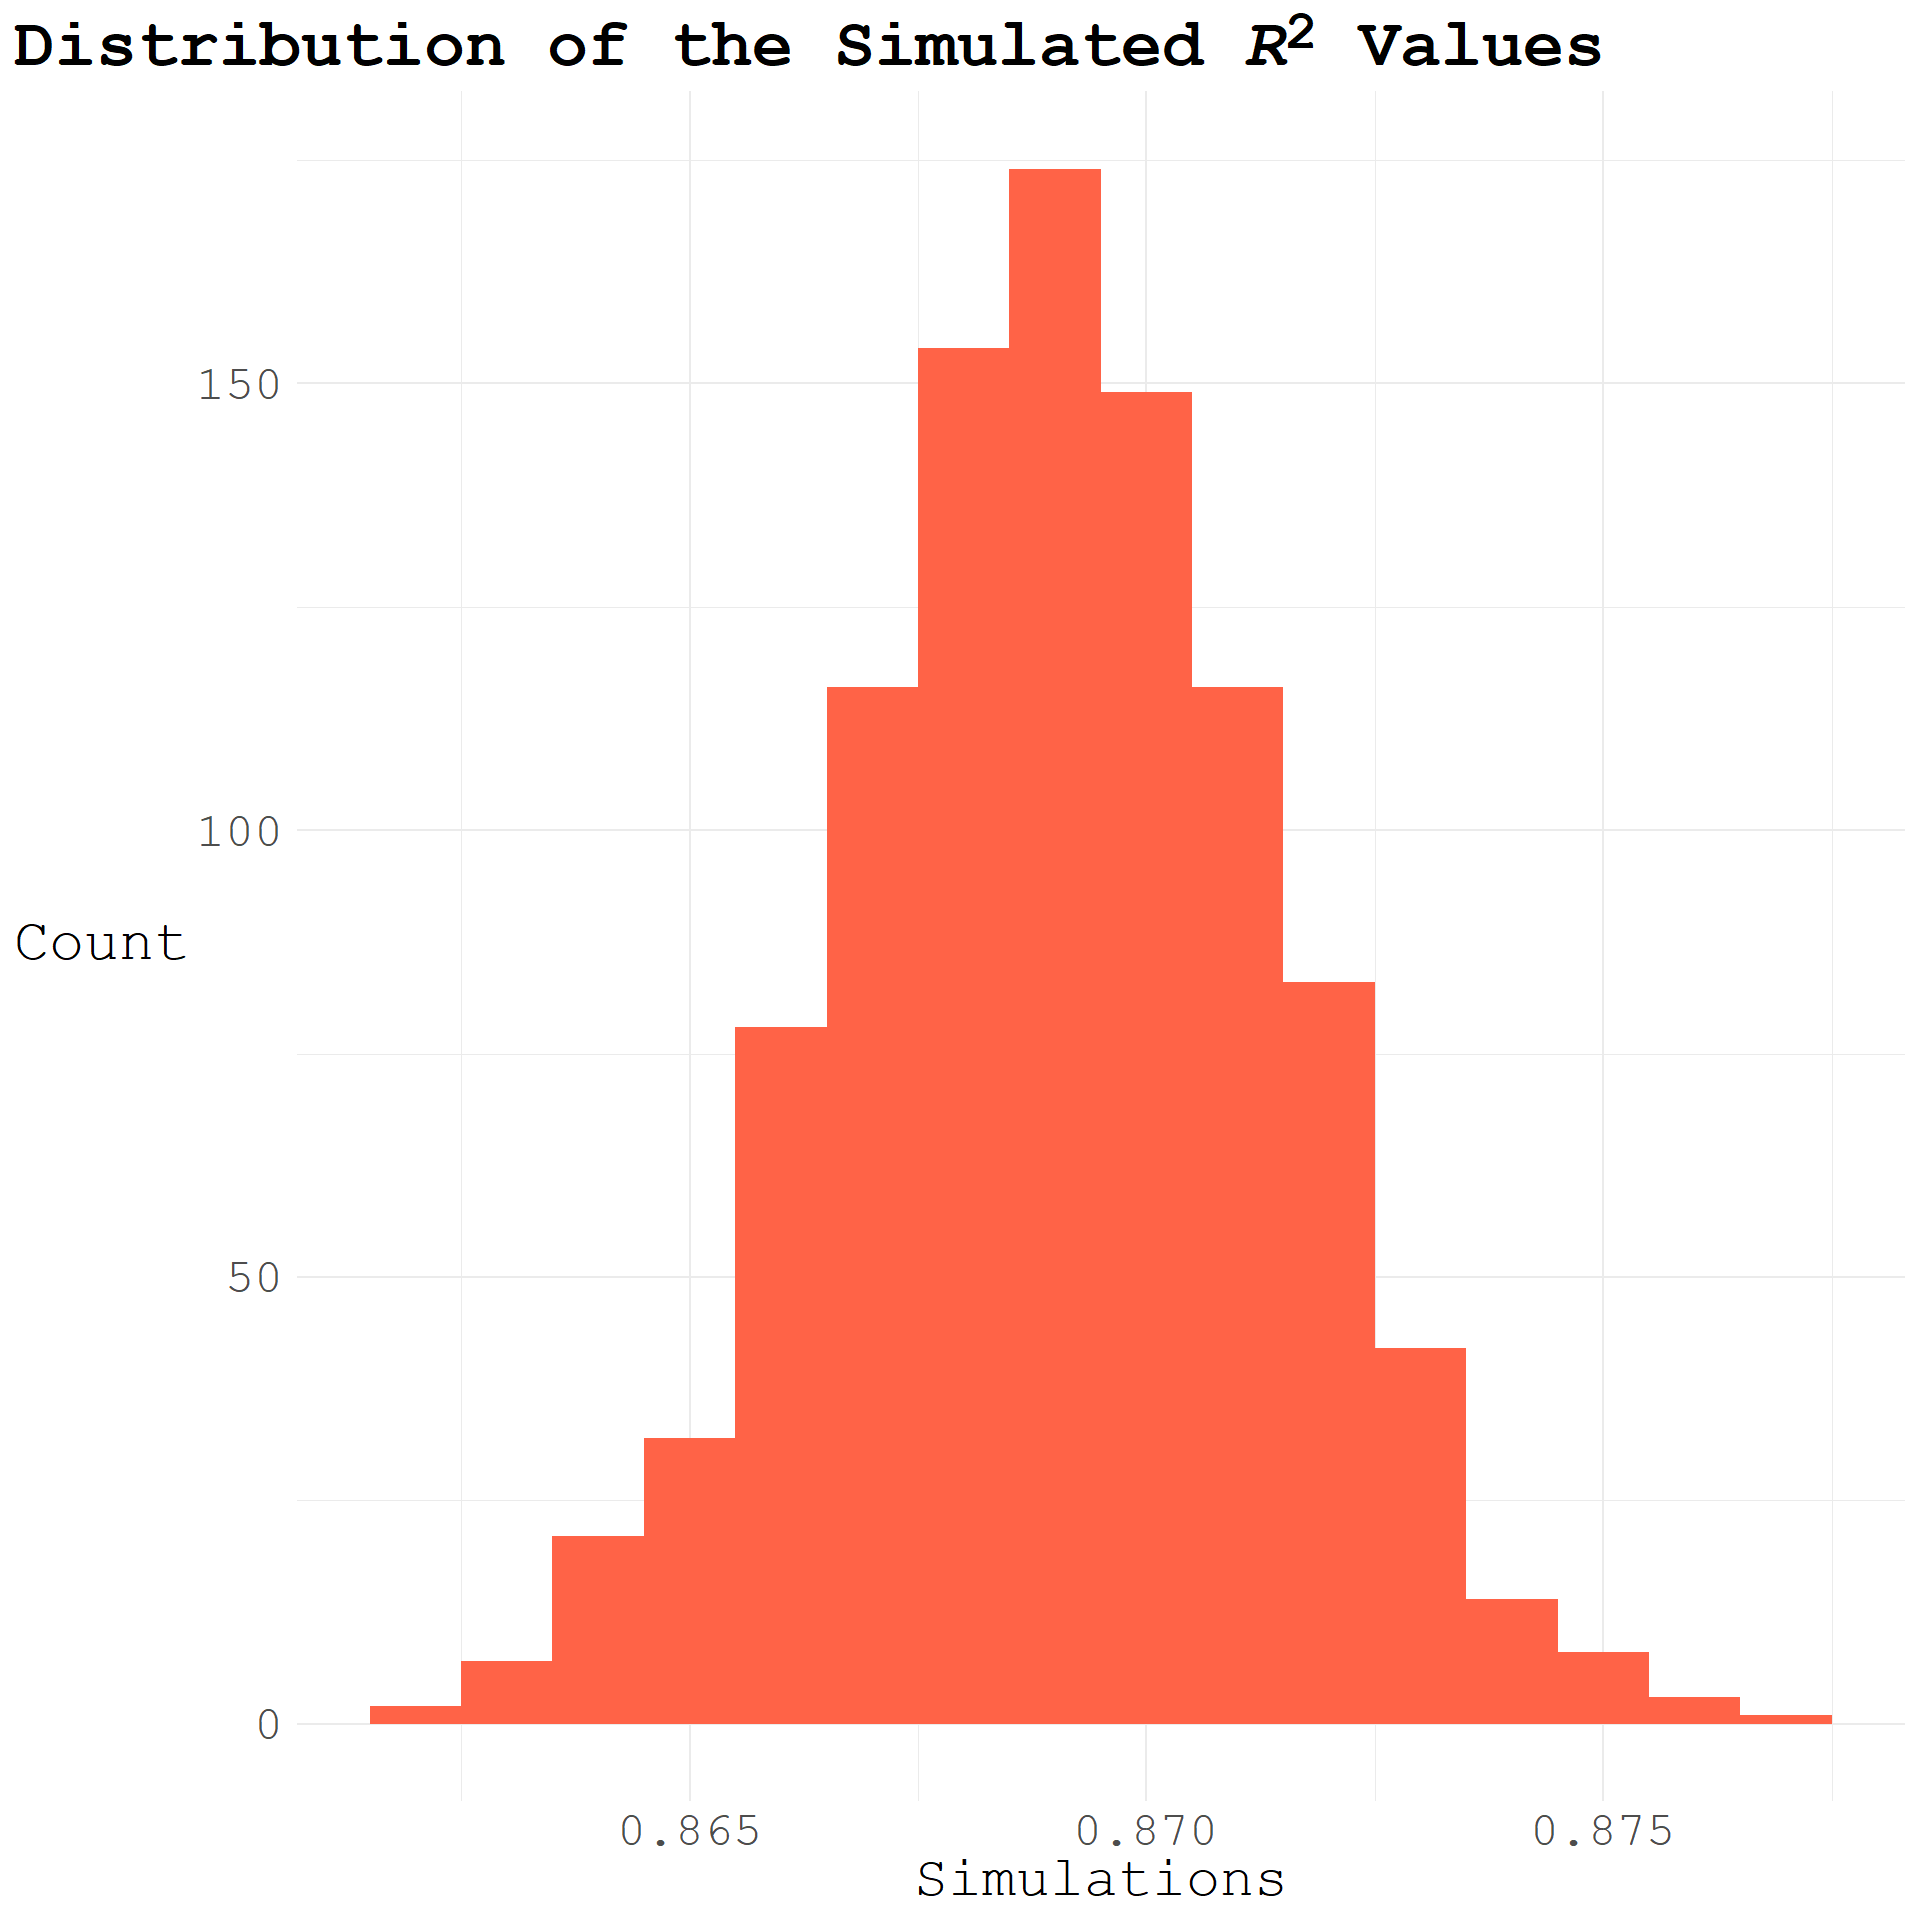 Distribution of the Simulated R² Values
150
100
Count
50
0
0.865 0.870 0.875
Simulations